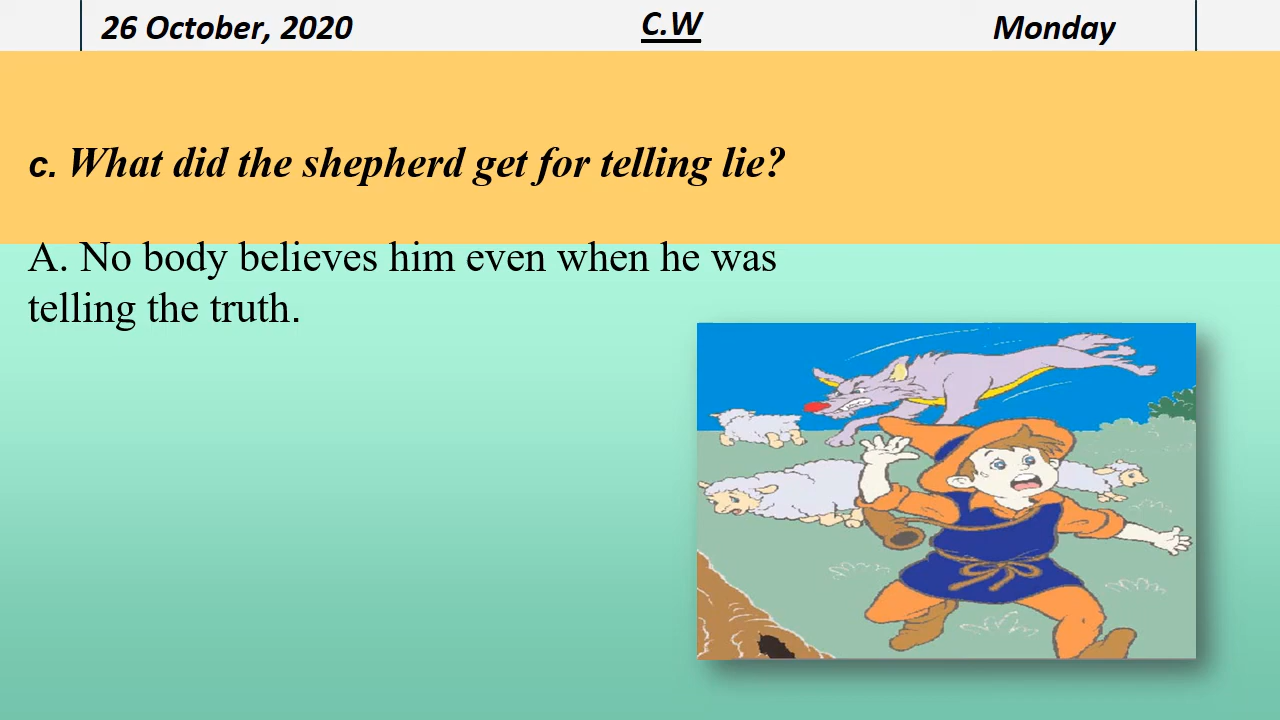 26 October, 2020 C.W Monday
c. What did the shepherd get for telling lie?
A. No body believes him even when he was
telling the truth.